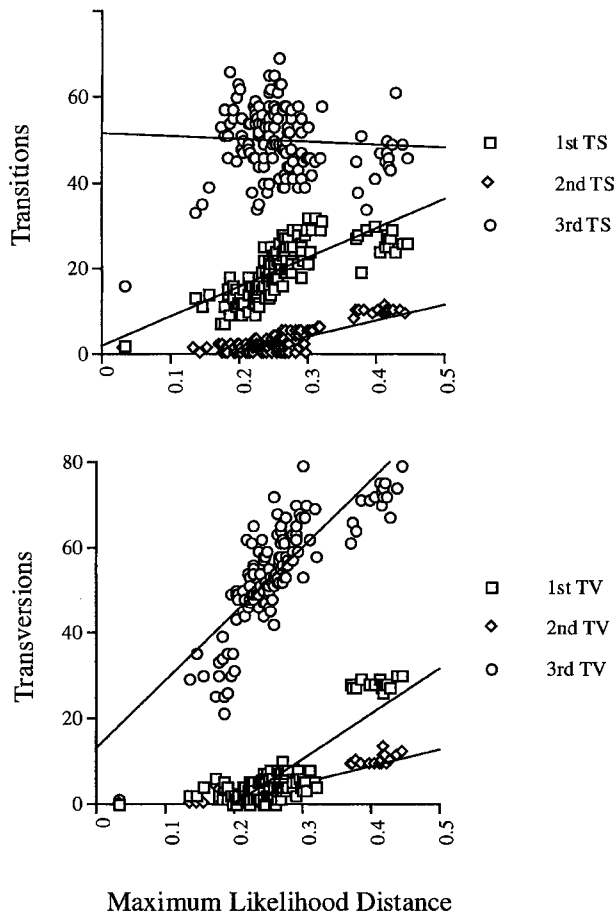 Transitions
60
40
20
0
0
0.1
0.2
0.3
0.4
0.5
1st TS
2nd TS
3rd TS
Transversions
80
60
40
20
0
0
0.1
0.2
0.3
0.4
0.5
1st TV
2nd TV
3rd TV
Maximum Likelihood Distance